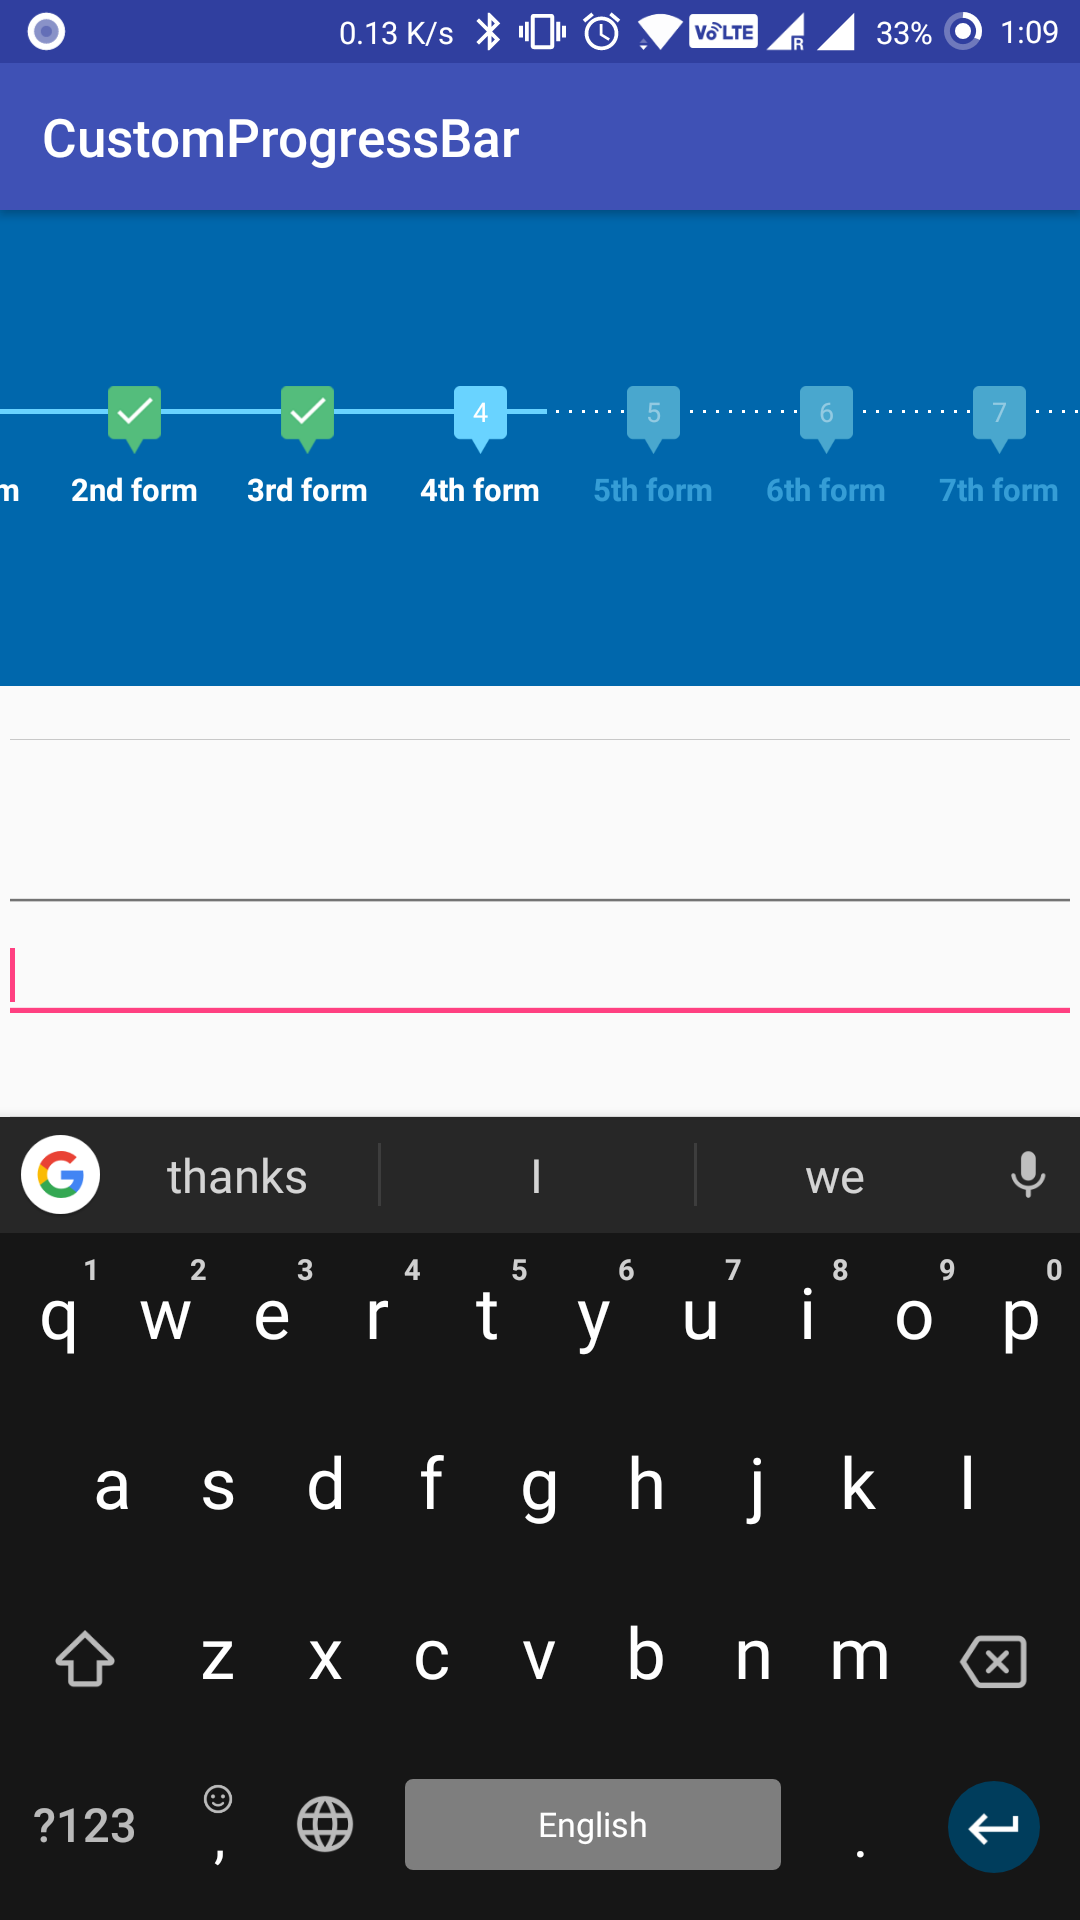 0.13 K/s VoLTE R 33% 1:09
CustomProgressBar
4 5 6 7
m 2nd form 3rd form 4th form 5th form 6th form 7th form
G thanks I we
1 2 3 4 5 6 7 8 9 0
q w e r t y u i o p
a s d f g h j k l
z x c v b n m
?123 , English .